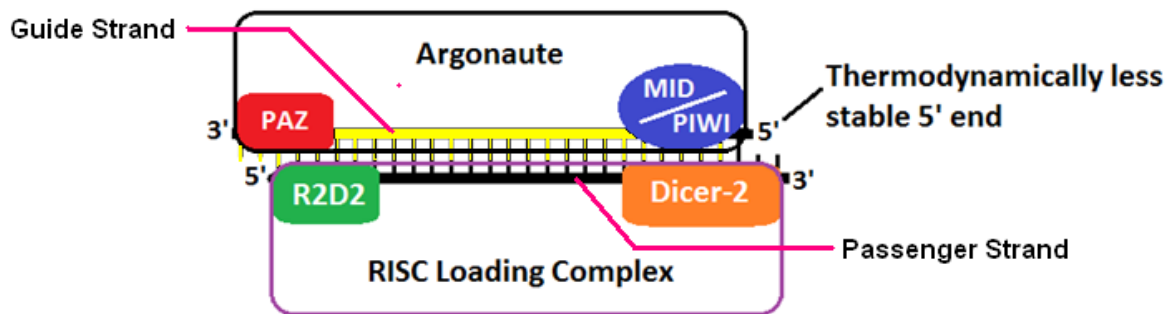 Guide Strand
Argonaute
Thermodynamically less
stable 5' end
MID
PIWI
PAZ
3'
5'
5'
R2D2
Dicer-2
3'
Passenger Strand
RISC Loading Complex